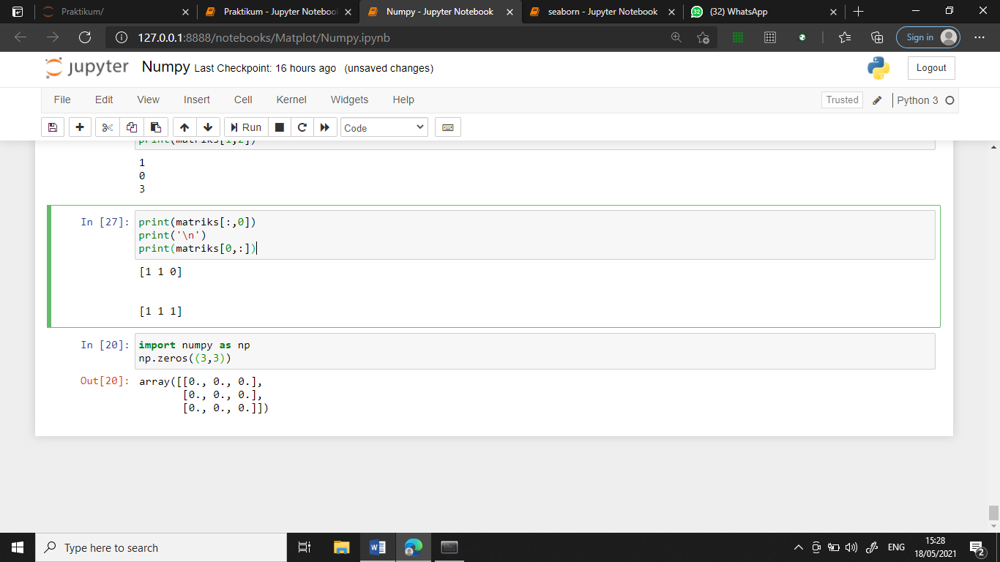 Praktikum/
Praktikum - Jupyter Notebook
Numpy - Jupyter Notebook
seaborn - Jupyter Notebook
32
(32) WhatsApp
127.0.0.1:8888/notebooks/Matplot/Numpy.ipynb
Sign in
jupyter Numpy Last Checkpoint: 16 hours ago (unsaved changes)
Logout
File Edit View Insert Cell Kernel Widgets Help
Trusted
Python 3
Run
Code
print(matriks[1,2])
1
0
3
In [27]: print(matriks[:,0])
print('\n')
print(matriks[0,:])
[1 1 0]
[1 1 1]
In [20]: import numpy as np
np.zeros((3,3))
Out[20]: array([[0., 0., 0.],
[0., 0., 0.],
[0., 0., 0.]])
Type here to search
W
ENG
15:28
18/05/2021
2